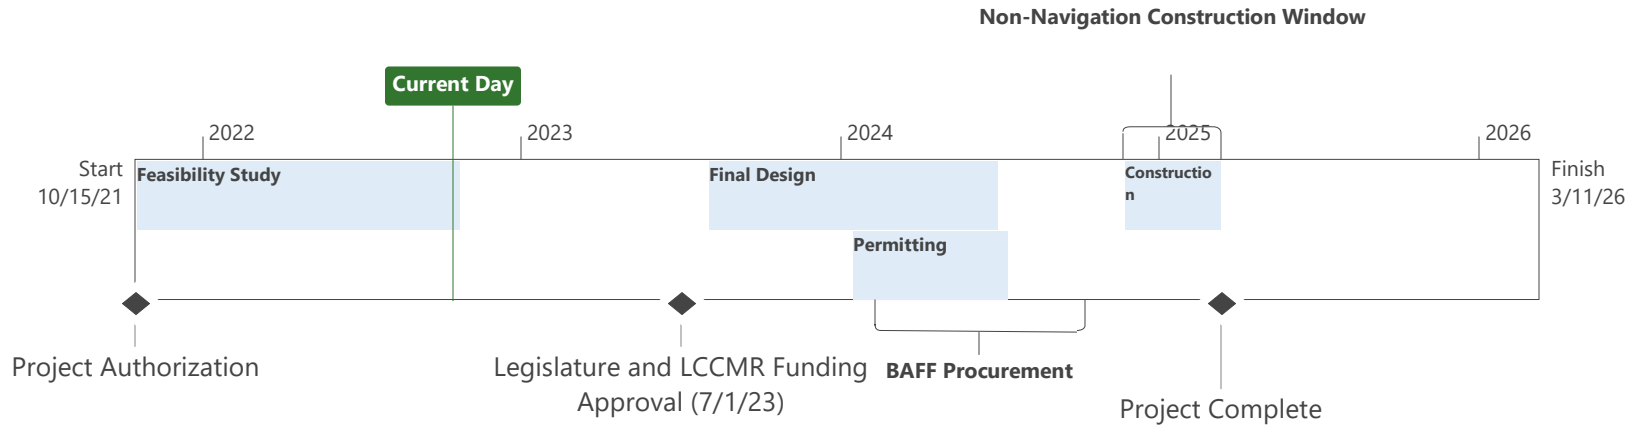 Non-Navigation Construction Window
Current Day
2022
2023
2024
2025
2026
Start
10/15/21
Feasibility Study
Final Design
Constructio
n
Finish
3/11/26
Permitting
Project Authorization
Legislature and LCCMR Funding
Approval (7/1/23)
BAFF Procurement
Project Complete